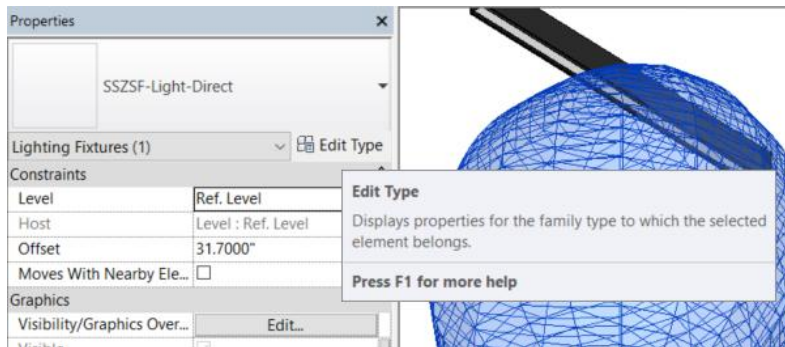 Properties
SSZSF-Light-Direct
Lighting Fixtures (1)
Edit Type
Constraints
Level Ref. Level
Host Level : Ref. Level
Offset 31.7000"
Moves With Nearby Ele...
Graphics
Visibility/Graphics Over... Edit...
Visible
Edit Type
Displays properties for the family type to which the selected
element belongs.
Press F1 for more help